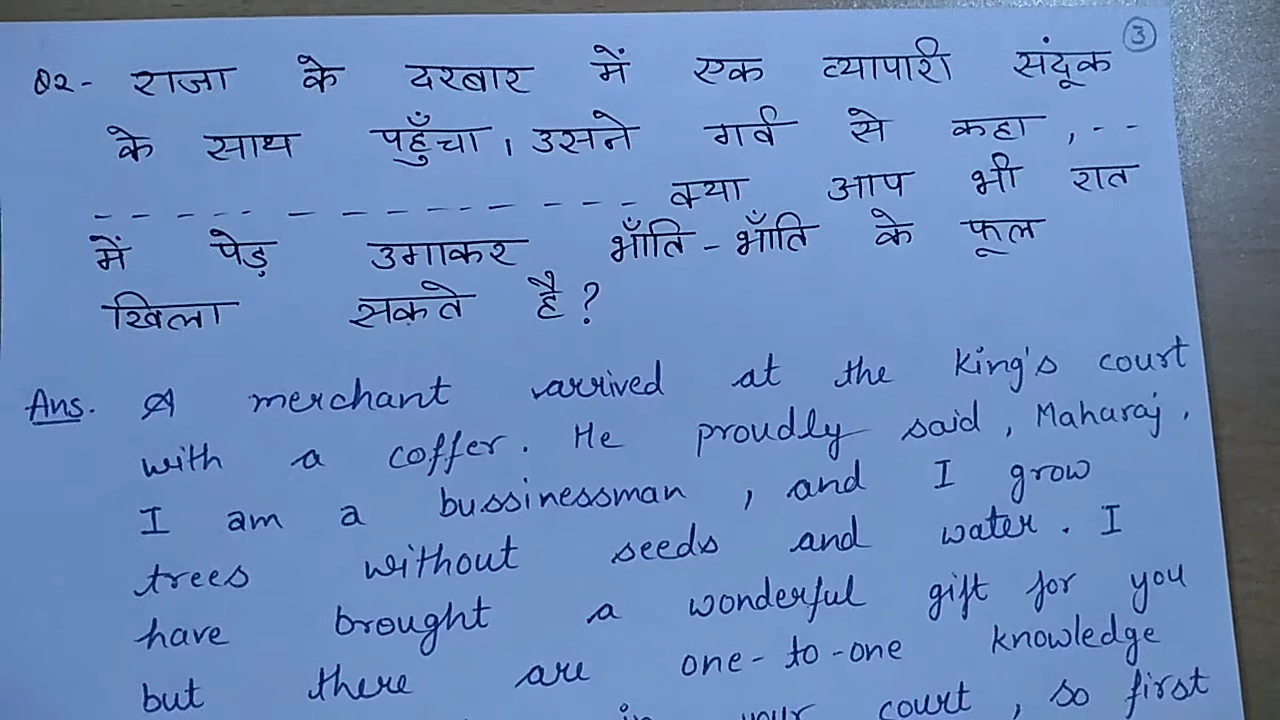 3
Q2- राजा के दरबार में एक व्यापारी संदूक
के साथ पहुँचा। उसने गर्व से कहा, --
----------------- क्या आप भी रात
में पेड़ उगाकर भाँति-भाँति के फूल
खिला सकते है?
Ans. A merchant arrived at the King's court
with a coffer. He proudly said, Maharaj,
I am a bussinessman, and I grow
trees without seeds and water. I
have brought a wonderful gift for you
but there are one-to-one knowledge
in your court, so first